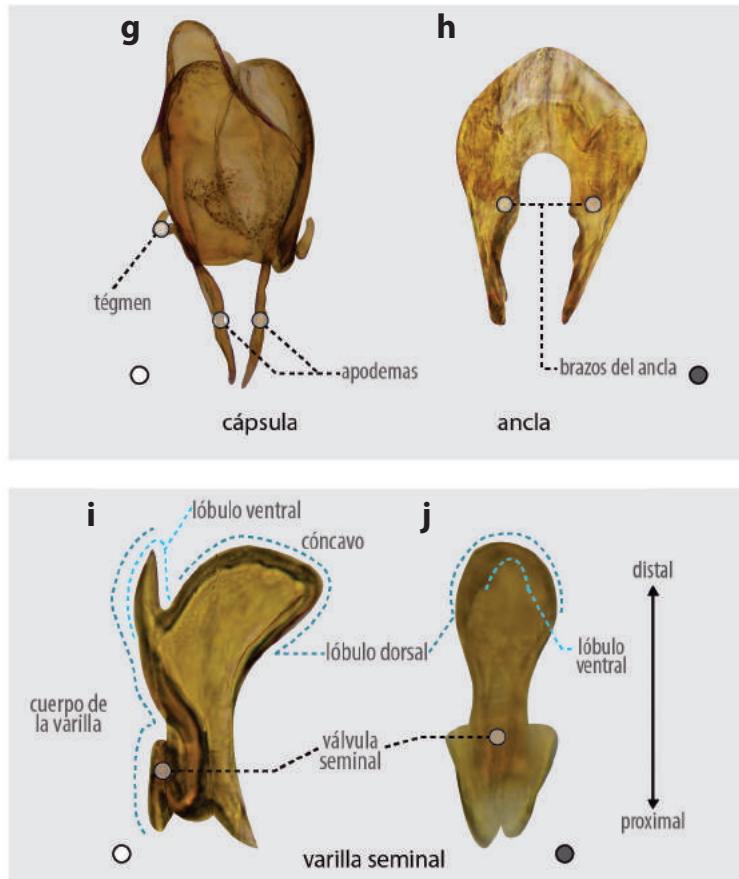 g
h
tégmen
apodemas
brazos del ancla
cápsula
ancla
i
j
lóbulo ventral
cóncavo
distal
lóbulo dorsal
lóbulo
ventral
cuerpo de
la varilla
válvula
seminal
proximal
varilla seminal